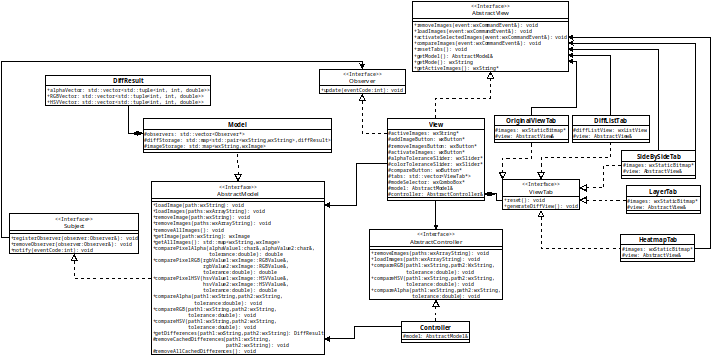 <<Interface>>
AbstractView
+removeImages(event:wxCommandEvent&): void
+loadImages(event:wxCommandEvent&): void
+activateSelectedImages(event:wxCommandEvent&): void
+compareImages(event:wxCommandEvent&): void
+resetTabs(): void
+getModel(): AbstractModel&
+getMode(): wxString
+getActiveImages(): wxString*
<<Interface>>
Observer
+update(eventCode:int): void
DiffResult
+alphaVector: std::vector<std::tuple<int, int, double>>
+RGBVector: std::vector<std::tuple<int, int, double>>
+HSVVector: std::vector<std::tuple<int, int, double>>
Model
#observers: std::vector<Observer*>
#diffStorage: std::map<std::pair<wxString,wxString>,diffResult>
#imageStorage: std::map<wxString,wxImage>
View
#activeImages: wxString*
#addImageButton: wxButton*
#removeImagesButton: wxButton*
#activateImages: wxButton*
#alphaToleranceSlider: wxSlider*
#colorToleranceSlider: wxSlider*
#compareButton: wxButton*
#tabs: std::vector<ViewTab*>
#modeSelector: wxComboBox*
#model: AbstractModel&
#controller: AbstractController&
OriginalViewTab
#images: wxStaticBitmap*
#view: AbstractView&
DiffListTab
#diffListView: wxListView
#view: AbstractView&
SideBySideTab
#images: wxStaticBitmap*
#view: AbstractView&
<<Interface>>
ViewTab
+reset(): void
+generateDiffView(): void
LayerTab
#images: wxStaticBitmap*
#view: AbstractView&
HeatmapTab
#images: wxStaticBitmap*
#view: AbstractView&
<<Interface>>
Subject
+registerObserver(observer:Observer&): void
+removeObserver(observer:Observer&): void
+notify(eventCode:int): void
<<Interface>>
AbstractModel
+loadImage(path:wxString): void
+loadImages(paths:wxArrayString): void
+removeImage(path:wxString): void
+removeImages(paths:wxArrayString): void
+removeAllImages(): void
+getImage(path:wxString): wxImage
+getAllImages(): std::map<wxString,wxImage>
+comparePixelAlpha(alphaValue1:char&, alphaValue2:char&,
tolerance:double): void
+comparePixelRGB(rgbValue1:wxImage::RGBValue&,
rgbValue2:wxImage::RGBValue&,
tolerance:double): double
+comparePixelHSV(hsvValue1:wxImage::HSVValue&,
hsvValue2:wxImage::HSVValue&,
tolerance:double): double
+compareAlpha(path1:wxString,path2:wxString,
tolerance:double): void
+compareRGB(path1:wxString,path2:wxString,
tolerance:double): void
+compareHSV(path1:wxString,path2:wxString,
tolerance:double): void
+getDifferences(path1:wxString,path2:wxString): DiffResult
#removeCachedDifferences(path1:wxString,
path2:wxString): void
#removeAllCachedDifferences(): void
<<Interface>>
AbstractController
+removeImages(paths:wxArrayString): void
+loadImages(path:wxArrayString): void
+compareRGB(path1:wxString,path2:wxString,
tolerance:double): void
+compareHSV(path1:wxString,path2:wxString,
tolerance:double): void
+compareAlpha(path1:wxString,path2:wxString,
tolerance:double): void
Controller
#model: AbstractModel&